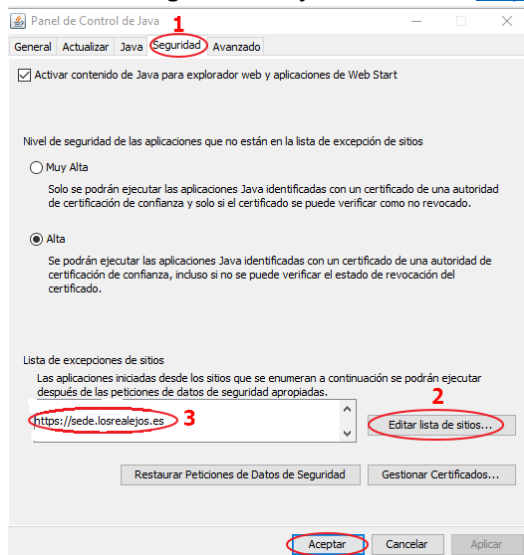 Panel de Control de Java
1
General Actualizar Java Seguridad Avanzado
Activar contenido de Java para explorador web y aplicaciones de Web Start
Nivel de seguridad de las aplicaciones que no están en la lista de excepción de sitios
Muy Alta
Solo se podrán ejecutar las aplicaciones Java identificadas con un certificado de una autoridad
de certificación de confianza y solo si el certificado se puede verificar como no revocado.
Alta
Se podrán ejecutar las aplicaciones Java identificadas con un certificado de una autoridad de
certificación de confianza, incluso si no se puede verificar el estado de revocación del
certificado.
Lista de excepciones de sitios
Las aplicaciones iniciadas desde los sitios que se enumeran a continuación se podrán ejecutar
después de las peticiones de datos de seguridad apropiadas.
2
https://sede.losrealejos.es 3
Editar lista de sitios...
Restaurar Peticiones de Datos de Seguridad Gestionar Certificados...
Aceptar Cancelar Aplicar